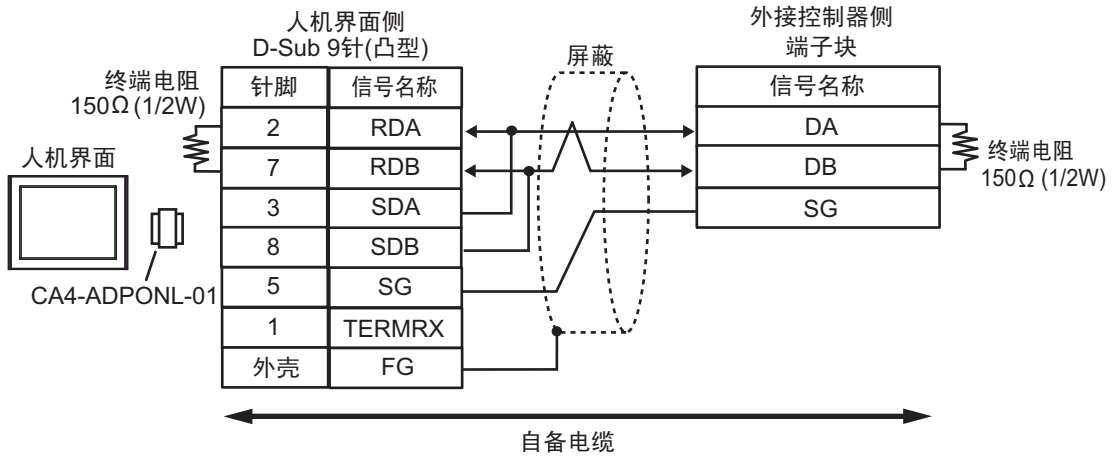 人机界面侧
D-Sub 9针(凸型)
外接控制器侧
端子块
屏蔽
终端电阻
150Ω (1/2W)
针脚 信号名称
2 RDA
7 RDB
3 SDA
8 SDB
5 SG
1 TERMRX
外壳 FG
信号名称
DA
DB
SG
终端电阻
150Ω (1/2W)
人机界面
CA4-ADPONL-01
自备电缆